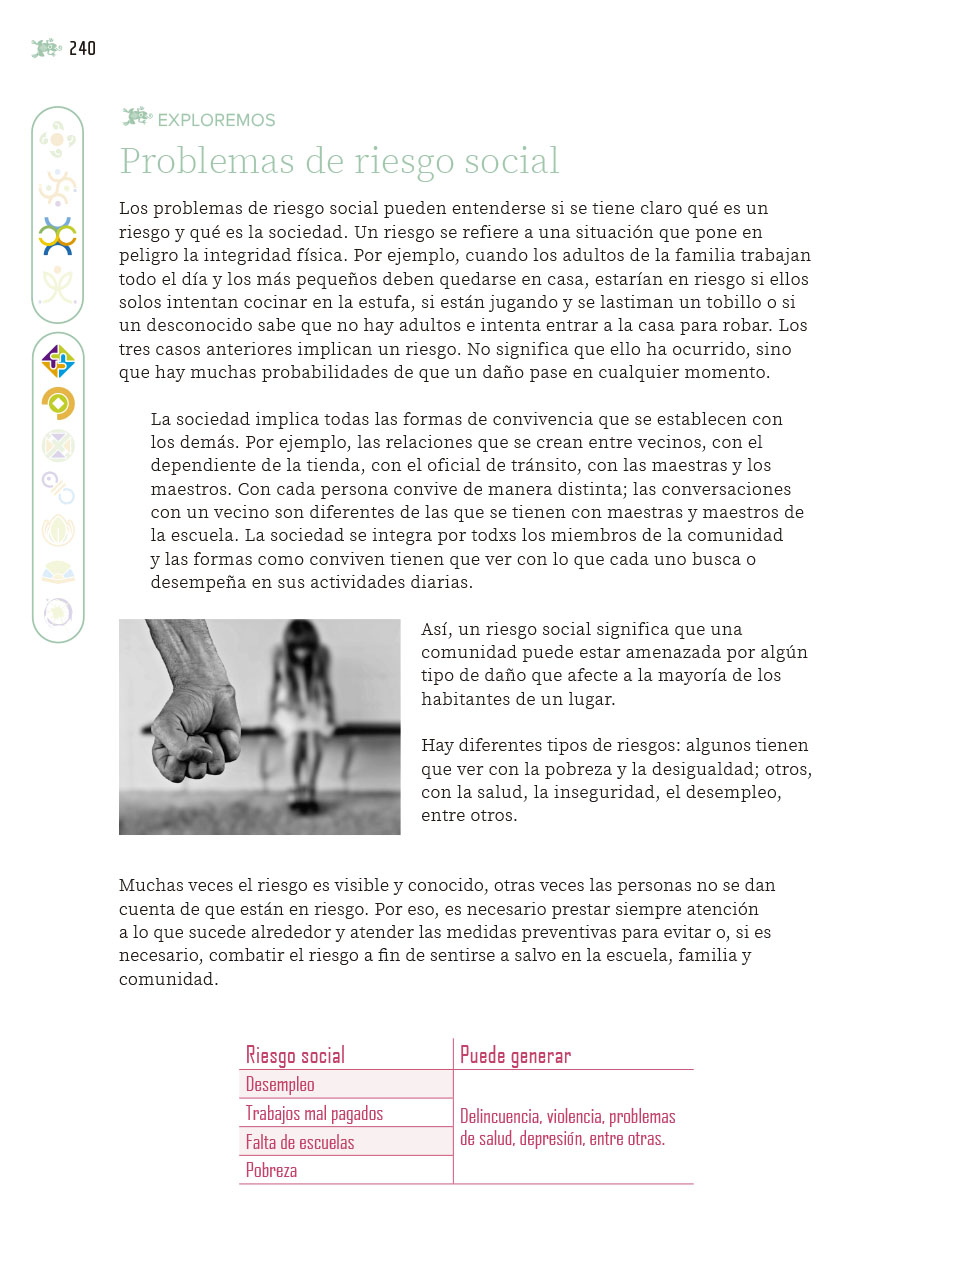 240
EXPLOREMOS
Problemas de riesgo social
Los problemas de riesgo social pueden entenderse si se tiene claro qué es un
riesgo y qué es la sociedad. Un riesgo se refiere a una situación que pone en
peligro la integridad física. Por ejemplo, cuando los adultos de la familia trabajan
todo el día y los más pequeños deben quedarse en casa, estarían en riesgo si ellos
solos intentan cocinar en la estufa, si están jugando y se lastiman un tobillo o si
un desconocido sabe que no hay adultos e intenta entrar a la casa para robar. Los
tres casos anteriores implican un riesgo. No significa que ello ha ocurrido, sino
que hay muchas probabilidades de que un daño pase en cualquier momento.
La sociedad implica todas las formas de convivencia que se establecen con
los demás. Por ejemplo, las relaciones que se crean entre vecinos, con el
dependiente de la tienda, con el oficial de tránsito, con las maestras y los
maestros. Con cada persona convive de manera distinta; las conversaciones
con un vecino son diferentes de las que se tienen con maestras y maestros de
la escuela. La sociedad se integra por todxs los miembros de la comunidad
y las formas como conviven tienen que ver con lo que cada uno busca o
desempeña en sus actividades diarias.
Así, un riesgo social significa que una
comunidad puede estar amenazada por algún
tipo de daño que afecte a la mayoría de los
habitantes de un lugar.
Hay diferentes tipos de riesgos: algunos tienen
que ver con la pobreza y la desigualdad; otros,
con la salud, la inseguridad, el desempleo,
entre otros.
Muchas veces el riesgo es visible y conocido, otras veces las personas no se dan
cuenta de que están en riesgo. Por eso, es necesario prestar siempre atención
a lo que sucede alrededor y atender las medidas preventivas para evitar o, si es
necesario, combatir el riesgo a fin de sentirse a salvo en la escuela, familia y
comunidad.
Riesgo social
Puede generar
Desempleo
Trabajos mal pagados
Falta de escuelas
Pobreza
Delincuencia, violencia, problemas
de salud, depresión, entre otras.